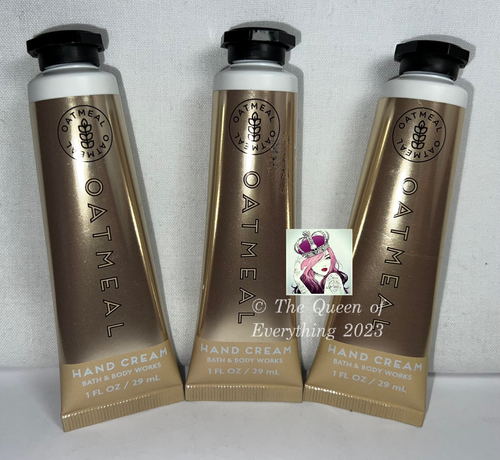 OATMEAL OATMEAL
OATMEAL
HAND CREAM
BATH & BODY WORKS
1 FL OZ / 29 mL
OATMEAL OATMEAL
OATMEAL
HAND CREAM
BATH & BODY WORKS
1 FL OZ / 29 mL
OATMEAL OATMEAL
OATMEAL
HAND CREAM
BATH & BODY WORKS
1 FL OZ / 29 mL
© The Queen of
Everything 2023